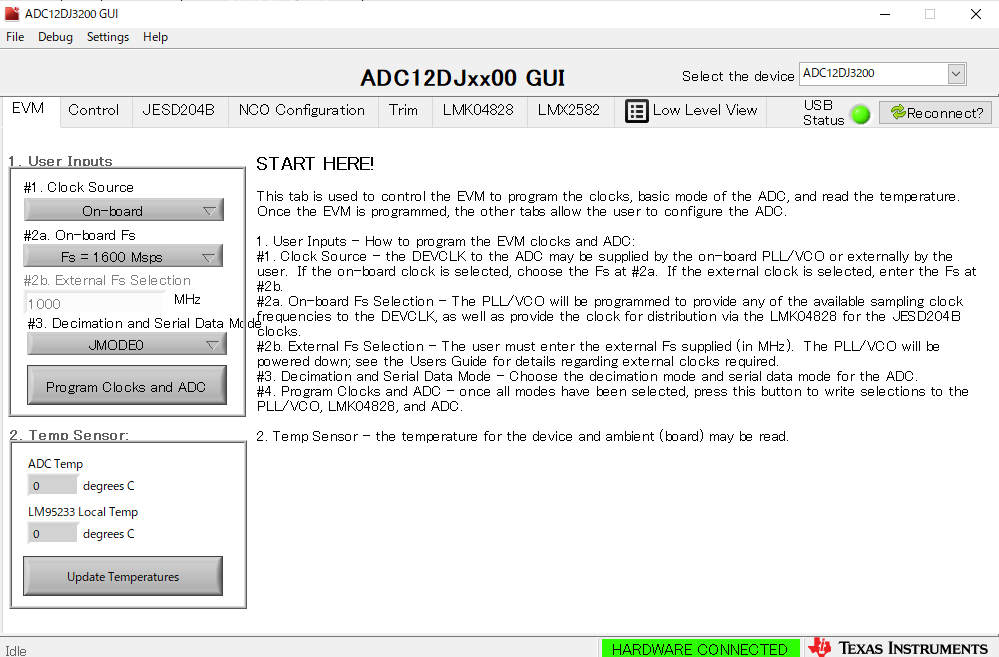 ADC12DJ3200 GUI
File Debug Settings Help
ADC12DJxx00 GUI
Select the device ADC12DJ3200
EVM Control JESD204B NCO Configuration Trim LMK04828 LMX2582 Low Level View
USB Status
Reconnect?
1. User Inputs
#1. Clock Source
On-board
#2a. On-board Fs
Fs = 1600 Msps
#2b. External Fs Selection
1000 MHz
#3. Decimation and Serial Data Mode
JMODE0
Program Clocks and ADC
2. Temp Sensor:
ADC Temp
0 degrees C
LM95233 Local Temp
0 degrees C
Update Temperatures
START HERE!
This tab is used to control the EVM to program the clocks, basic mode of the ADC, and read the temperature.
Once the EVM is programmed, the other tabs allow the user to configure the ADC.
1. User Inputs - How to program the EVM clocks and ADC:
#1. Clock Source - the DEVCLK to the ADC may be supplied by the on-board PLL/VCO or externally by the
user. If the on-board clock is selected, choose the Fs at #2a. If the external clock is selected, enter the Fs at
#2b.
#2a. On-board Fs Selection - The PLL/VCO will be programmed to provide any of the available sampling clock
frequencies to the DEVCLK, as well as provide the clock for distribution via the LMK04828 for the JESD204B
clocks.
#2b. External Fs Selection - The user must enter the external Fs supplied (in MHz). The PLL/VCO will be
powered down; see the Users Guide for details regarding external clocks required.
#3. Decimation and Serial Data Mode - Choose the decimation mode and serial data mode for the ADC.
#4. Program Clocks and ADC - once all modes have been selected, press this button to write selections to the
PLL/VCO, LMK04828, and ADC.
2. Temp Sensor - the temperature for the device and ambient (board) may be read.
Idle
HARDWARE CONNECTED
TEXAS INSTRUMENTS